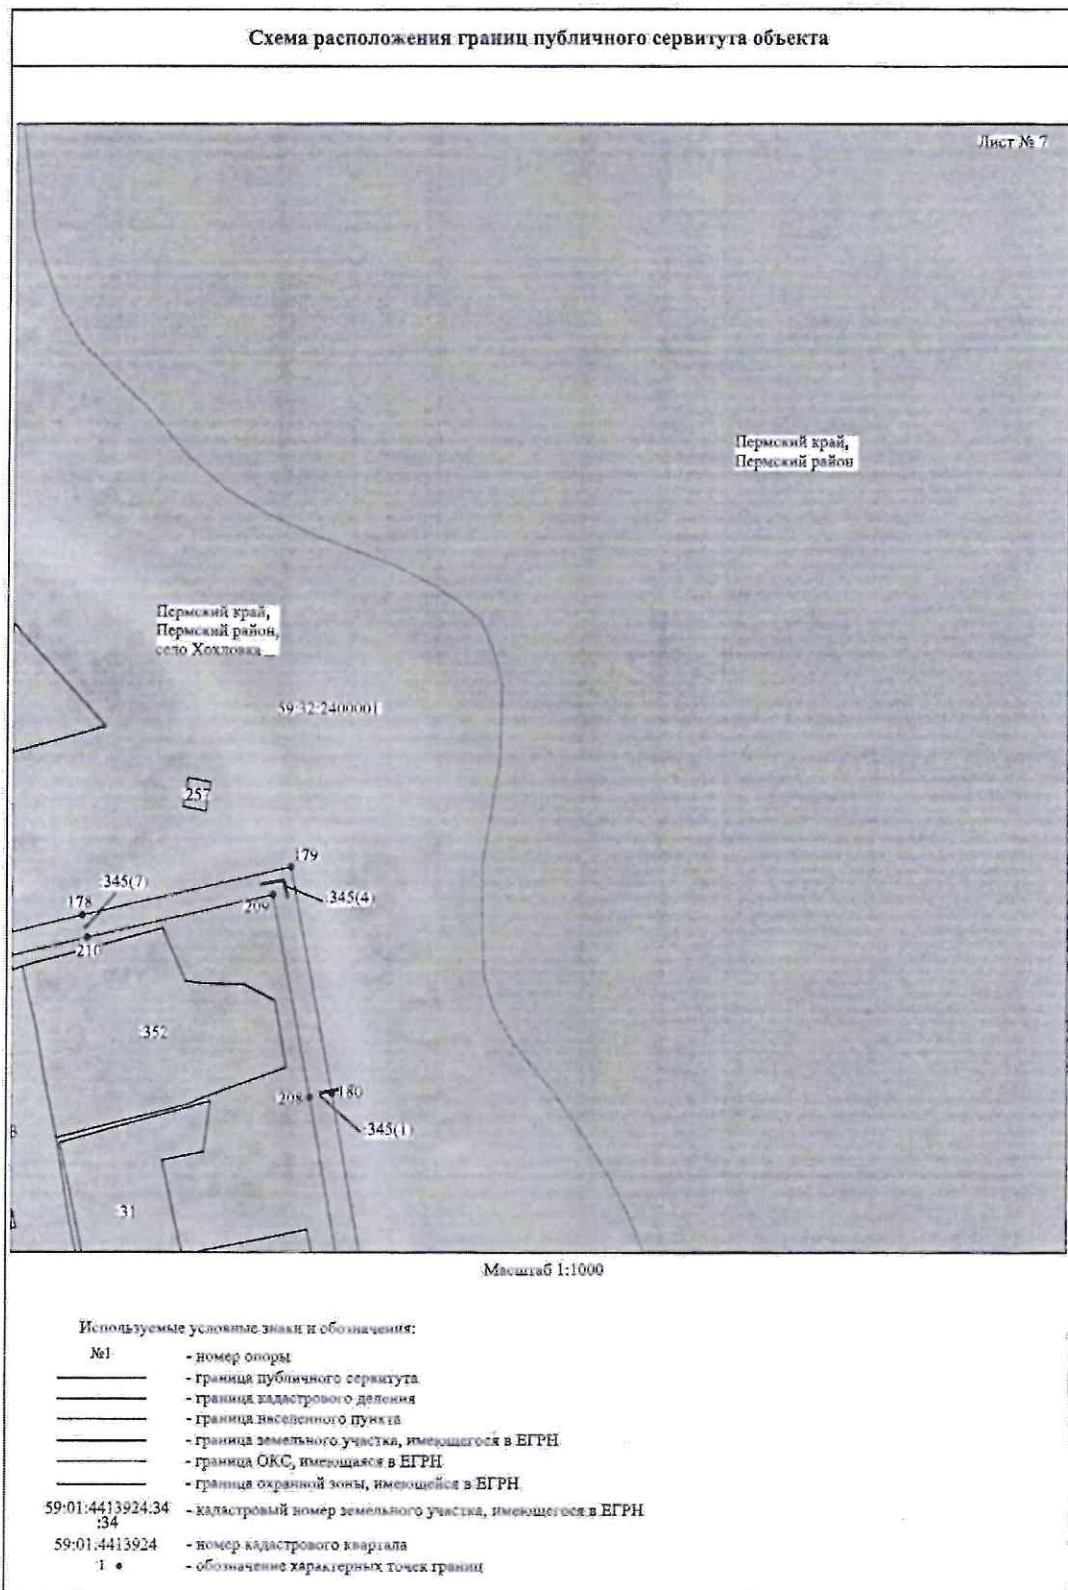 Схема расположения границ публичного сервитута объекта
Лист № 7
Пермский край,
Пермский район
Пермский край,
Пермский район,
село Хохловка
59:32:2400001
257
179
:345(7)
178
209
:345(4)
210
:352
208
180
:345(1)
:31
Масштаб 1:1000
Используемые условные знаки и обозначения:
№1 - номер опоры
- граница публичного сервитута
- граница кадастрового деления
- граница населенного пункта
- граница земельного участка, имеющегося в ЕГРН
- граница ОКС, имеющаяся в ЕГРН
- граница охранной зоны, имеющейся в ЕГРН
59:01:4413924:34 - кадастровый номер земельного участка, имеющегося в ЕГРН
:34
59:01:4413924 - номер кадастрового квартала
1 • - обозначение характерных точек границ